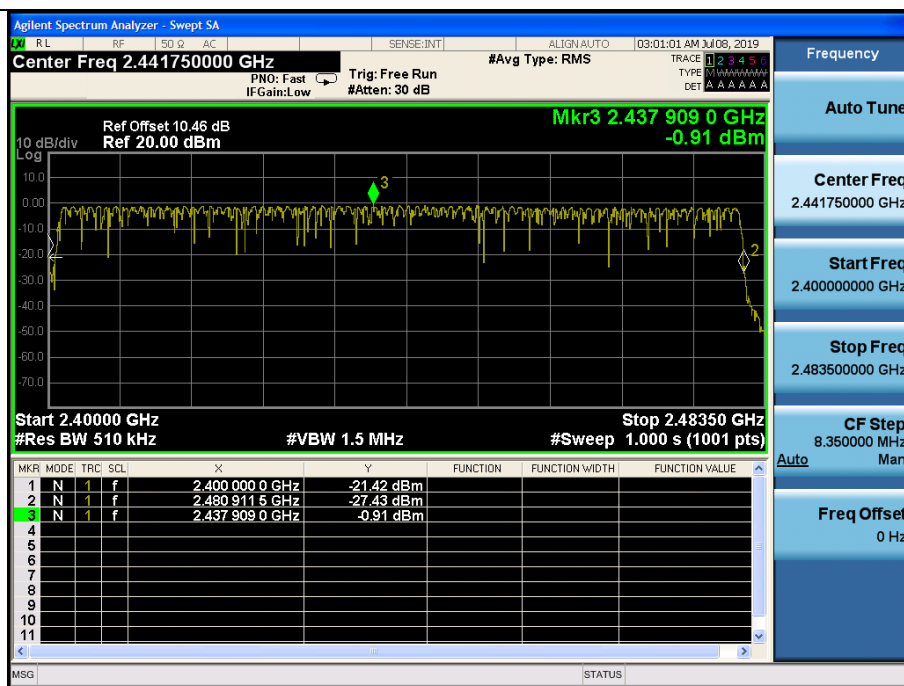 Agilent Spectrum Analyzer - Swept SA
LXI RL RF 50 Ω AC SENSE:INT ALIGN AUTO 03:01:01 AM Jul 08, 2019
Center Freq 2.441750000 GHz #Avg Type: RMS TRACE 1 2 3 4 5 6
PNO: Fast Trig: Free Run TYPE M WWWWW
IFGain:Low #Atten: 30 dB DET A A A A A A
Mkr3 2.437 909 0 GHz
-0.91 dBm
Ref Offset 10.46 dB
10 dB/div Ref 20.00 dBm
Log
10.0
0.00
-10.0
-20.0
-30.0
-40.0
-50.0
-60.0
-70.0
3
2
Start 2.40000 GHz Stop 2.48350 GHz
#Res BW 510 kHz #VBW 1.5 MHz #Sweep 1.000 s (1001 pts)
MKR MODE TRC SCL X Y FUNCTION FUNCTION WIDTH FUNCTION VALUE
1 N 1 f 2.400 000 0 GHz -21.42 dBm
2 N 1 f 2.480 911 5 GHz -27.43 dBm
3 N 1 f 2.437 909 0 GHz -0.91 dBm
4
5
6
7
8
9
10
11
MSG STATUS
Frequency
Auto Tune
Center Freq
2.441750000 GHz
Start Freq
2.400000000 GHz
Stop Freq
2.483500000 GHz
CF Step
8.350000 MHz
Auto Man
Freq Offset
0 Hz